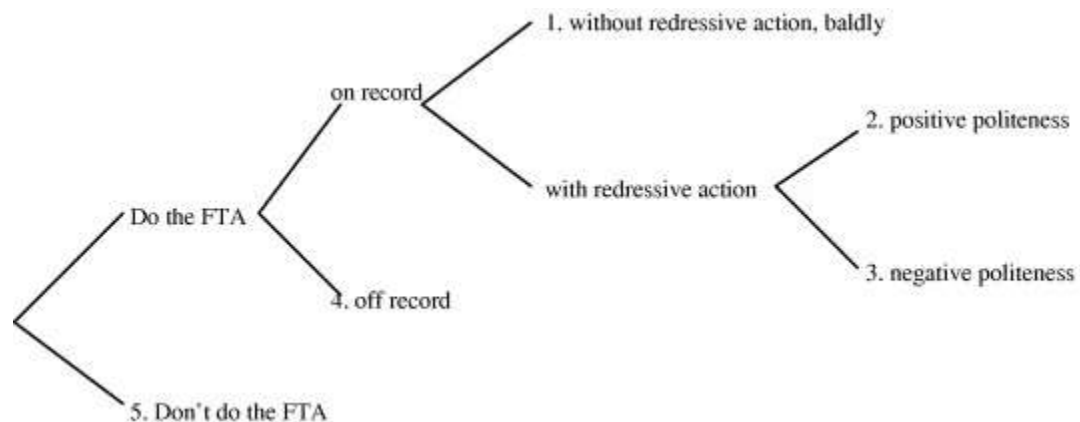 1. without redressive action, baldly
on record
2. positive politeness
with redressive action
Do the FTA
3. negative politeness
4. off record
5. Don't do the FTA